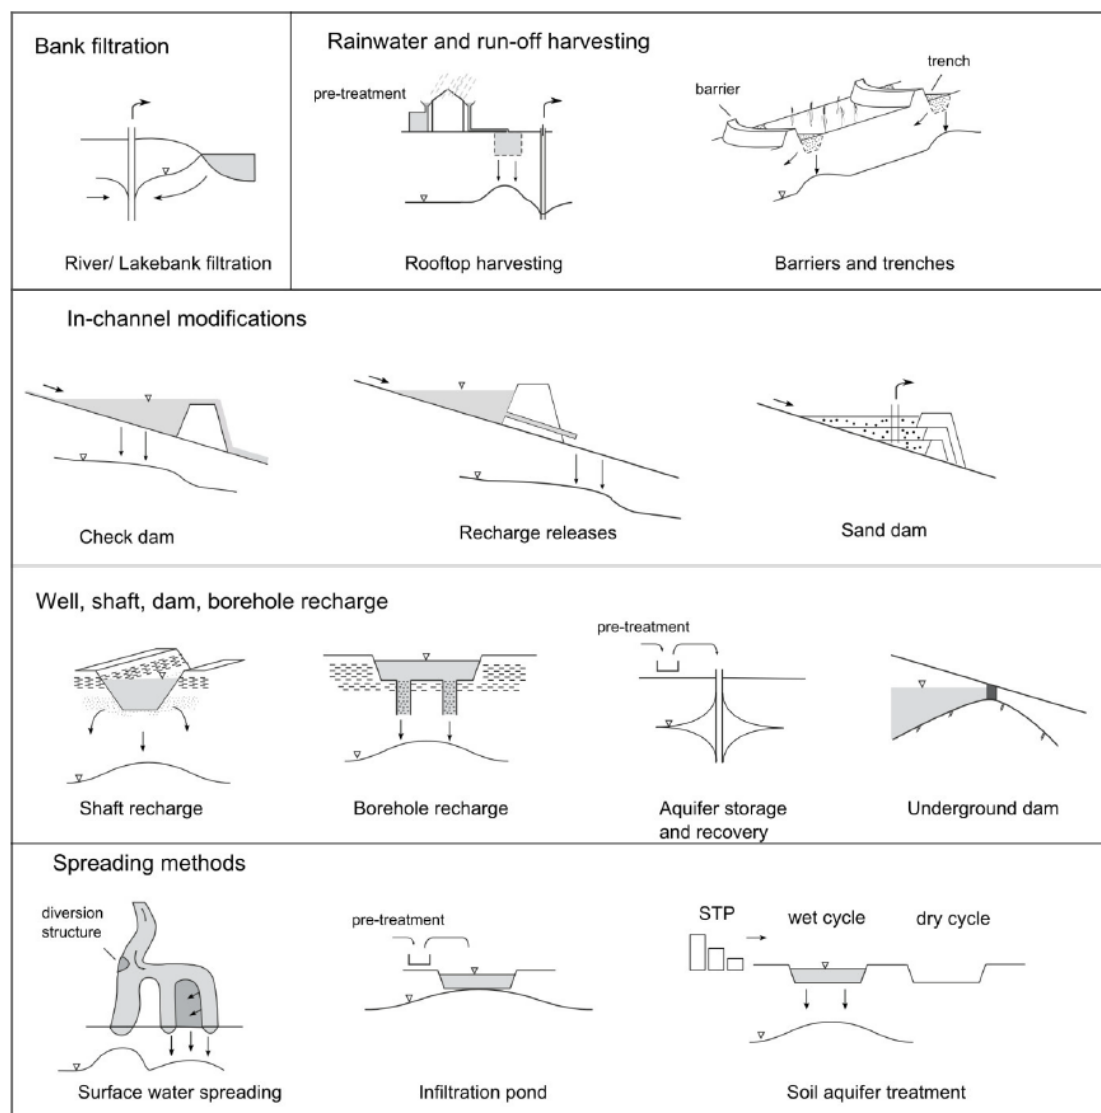 Bank filtration
River/ Lakebank filtration
Rainwater and run-off harvesting
pre-treatment
Rooftop harvesting
barrier
trench
Barriers and trenches
In-channel modifications
Check dam
Recharge releases
Sand dam
Well, shaft, dam, borehole recharge
Shaft recharge
Borehole recharge
pre-treatment
Aquifer storage
and recovery
Underground dam
Spreading methods
diversion
structure
Surface water spreading
pre-treatment
Infiltration pond
STP
wet cycle
dry cycle
Soil aquifer treatment